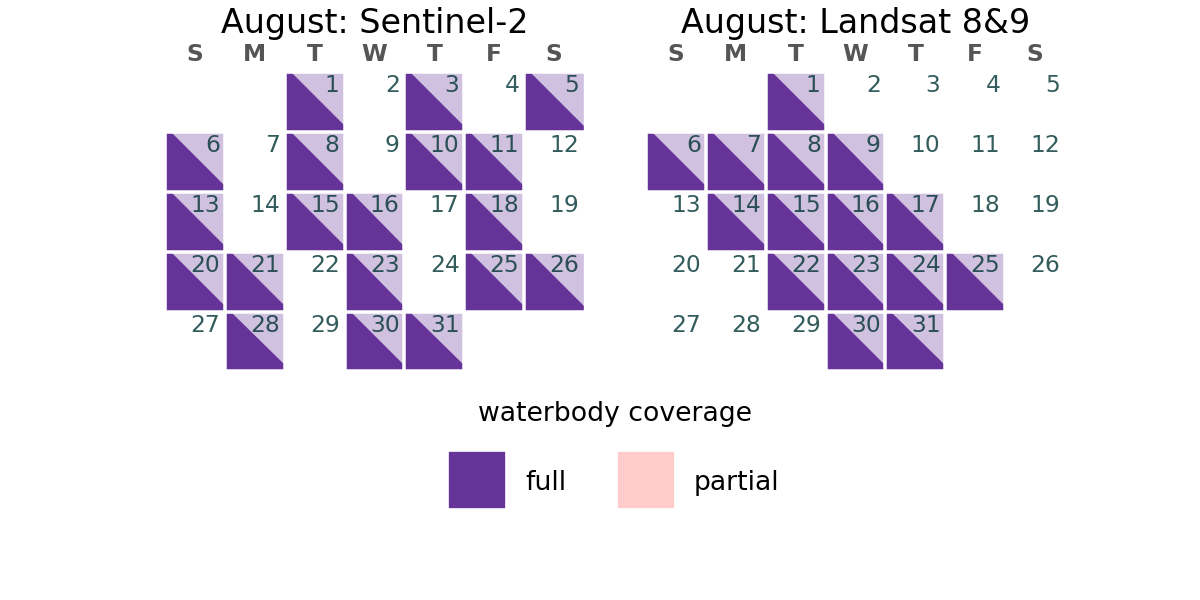 August: Sentinel-2
S M T W T F S
1 2 3 4 5
6 7 8 9 10 11 12
13 14 15 16 17 18 19
20 21 22 23 24 25 26
27 28 29 30 31
August: Landsat 8&9
S M T W T F S
1 2 3 4 5
6 7 8 9 10 11 12
13 14 15 16 17 18 19
20 21 22 23 24 25 26
27 28 29 30 31
waterbody coverage
full partial